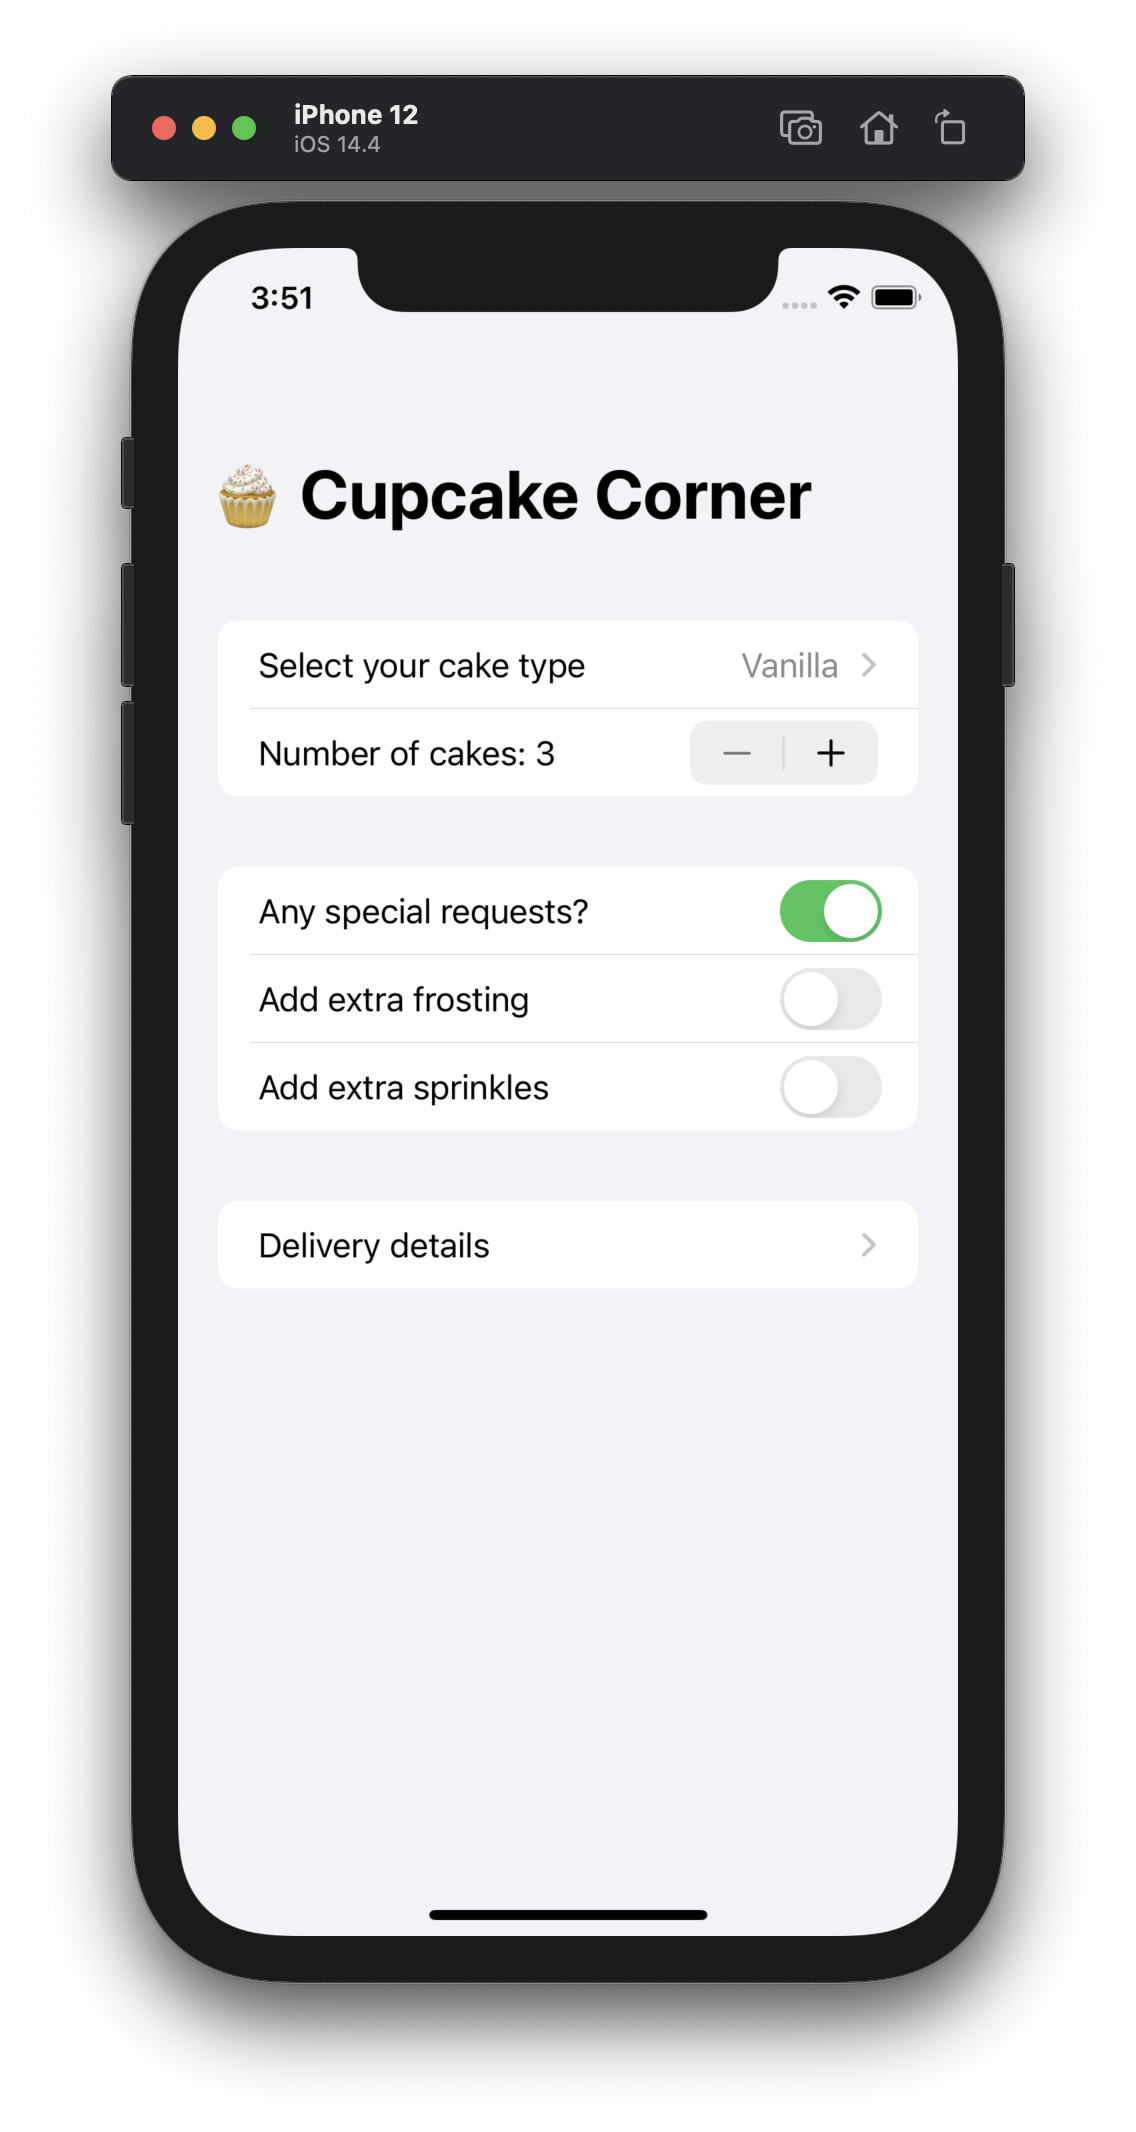 iPhone 12
iOS 14.4
3:51
🧁 Cupcake Corner
Select your cake type Vanilla
Number of cakes: 3
Any special requests?
Add extra frosting
Add extra sprinkles
Delivery details